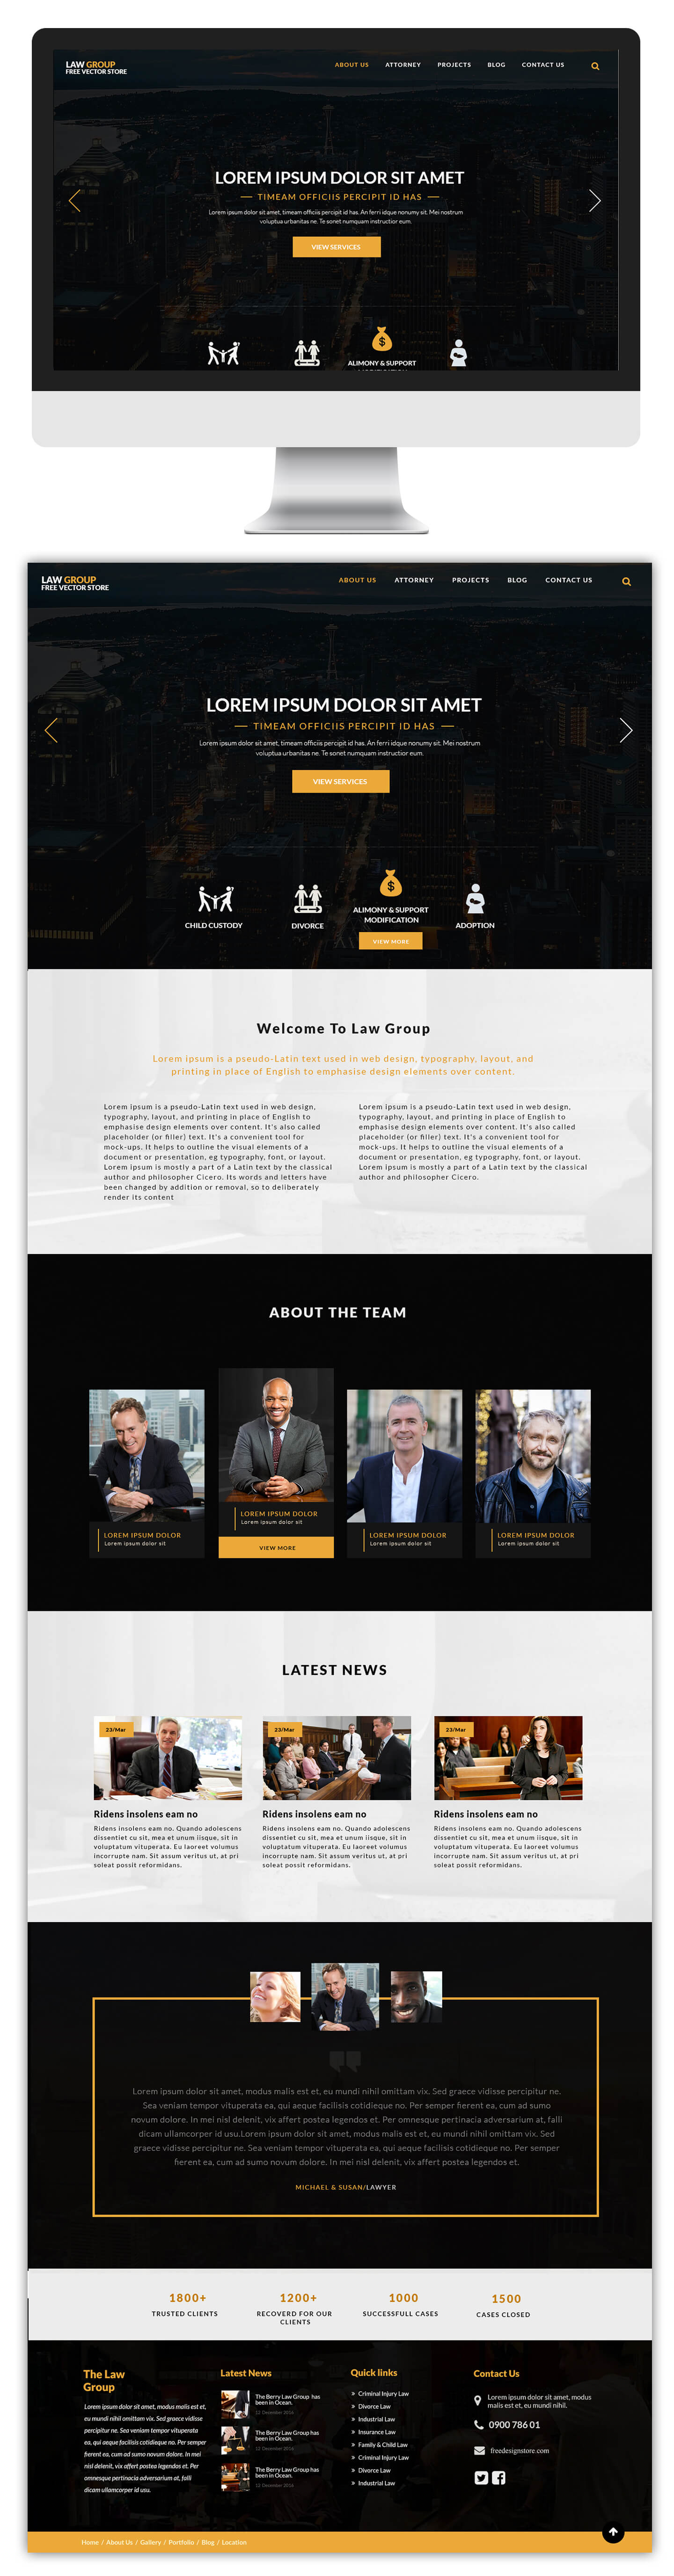 LAW GROUP
FREE VECTOR STORE
ABOUT US ATTORNEY PROJECTS BLOG CONTACT US
LOREM IPSUM DOLOR SIT AMET
TIMEAM OFFICIIS PERCIPIT ID HAS
Lorem ipsum dolor sit amet, timeam officiis percipit id has. An ferri idque nonumy sit. Mei nostrum
voluptua urbanitas ne. Te sonet numquam instructior eum.
VIEW SERVICES
ALIMONY & SUPPORT
LAW GROUP
FREE VECTOR STORE
ABOUT US ATTORNEY PROJECTS BLOG CONTACT US
LOREM IPSUM DOLOR SIT AMET
TIMEAM OFFICIIS PERCIPIT ID HAS
Lorem ipsum dolor sit amet, timeam officiis percipit id has. An ferri idque nonumy sit. Mei nostrum
voluptua urbanitas ne. Te sonet numquam instructior eum.
VIEW SERVICES
CHILD CUSTODY
DIVORCE
ALIMONY & SUPPORT
MODIFICATION
VIEW MORE
ADOPTION
Welcome To Law Group
Lorem ipsum is a pseudo-Latin text used in web design, typography, layout, and
printing in place of English to emphasise design elements over content.
Lorem ipsum is a pseudo-Latin text used in web design,
typography, layout, and printing in place of English to
emphasise design elements over content. It's also called
placeholder (or filler) text. It's a convenient tool for
mock-ups. It helps to outline the visual elements of a
document or presentation, eg typography, font, or layout.
Lorem ipsum is mostly a part of a Latin text by the classical
author and philosopher Cicero. Its words and letters have
been changed by addition or removal, so to deliberately
render its content
Lorem ipsum is a pseudo-Latin text used in web design,
typography, layout, and printing in place of English to
emphasise design elements over content. It's also called
placeholder (or filler) text. It's a convenient tool for
mock-ups. It helps to outline the visual elements of a
document or presentation, eg typography, font, or layout.
Lorem ipsum is mostly a part of a Latin text by the classical
author and philosopher Cicero.
ABOUT THE TEAM
LOREM IPSUM DOLOR
Lorem ipsum dolor sit
LOREM IPSUM DOLOR
Lorem ipsum dolor sit
VIEW MORE
LOREM IPSUM DOLOR
Lorem ipsum dolor sit
LOREM IPSUM DOLOR
Lorem ipsum dolor sit
LATEST NEWS
23/Mar
Ridens insolens eam no
Ridens insolens eam no. Quando adolescens
dissentiet cu sit, mea et unum iisque, sit in
voluptatum vituperata. Eu laoreet volumus
incorrupte nam. Sit assum veritus ut, at pri
soleat possit reformidans.
23/Mar
Ridens insolens eam no
Ridens insolens eam no. Quando adolescens
dissentiet cu sit, mea et unum iisque, sit in
voluptatum vituperata. Eu laoreet volumus
incorrupte nam. Sit assum veritus ut, at pri
soleat possit reformidans.
23/Mar
Ridens insolens eam no
Ridens insolens eam no. Quando adolescens
dissentiet cu sit, mea et unum iisque, sit in
voluptatum vituperata. Eu laoreet volumus
incorrupte nam. Sit assum veritus ut, at pri
soleat possit reformidans.
Lorem ipsum dolor sit amet, modus malis est et, eu mundi nihil omittam vix. Sed graece vidisse percipitur ne.
Sea veniam tempor vituperata ea, qui aeque facilisis cotidieque no. Per semper fierent ea, cum ad sumo
novum dolore. In mei nisl delenit, vix affert postea legendos et. Per omnesque pertinacia adversarium at, falli
dicam ullamcorper id usu.Lorem ipsum dolor sit amet, modus malis est et, eu mundi nihil omittam vix. Sed
graece vidisse percipitur ne. Sea veniam tempor vituperata ea, qui aeque facilisis cotidieque no. Per semper
fierent ea, cum ad sumo novum dolore. In mei nisl delenit, vix affert postea legendos et.
MICHAEL & SUSAN/LAWYER
1800+
TRUSTED CLIENTS
1200+
RECOVERD FOR OUR
CLIENTS
1000
SUCCESSFULL CASES
1500
CASES CLOSED
The Law
Group
Lorem ipsum dolor sit amet, modus malis est et,
eu mundi nihil omittam vix. Sed graece vidisse
percipitur ne. Sea veniam tempor vituperata
ea, qui aeque facilisis cotidieque no. Per semper
fierent ea, cum ad sumo novum dolore. In mei
nisl delenit, vix affert postea legendos et. Per
omnesque pertinacia adversarium at, falli
dicam ullamcorper id usu.
Latest News
The Berry Law Group has
been in Ocean.
12 December 2016
The Berry Law Group has
been in Ocean.
12 December 2016
The Berry Law Group has
been in Ocean.
12 December 2016
Quick links
» Criminal Injury Law
» Divorce Law
» Industrial Law
» Insurance Law
» Family & Child Law
» Criminal Injury Law
» Divorce Law
» Industrial Law
Contact Us
Lorem ipsum dolor sit amet, modus
malis est et, eu mundi nihil.
0900 786 01
freedesignstore.com
Home / About Us / Gallery / Portfolio / Blog / Location